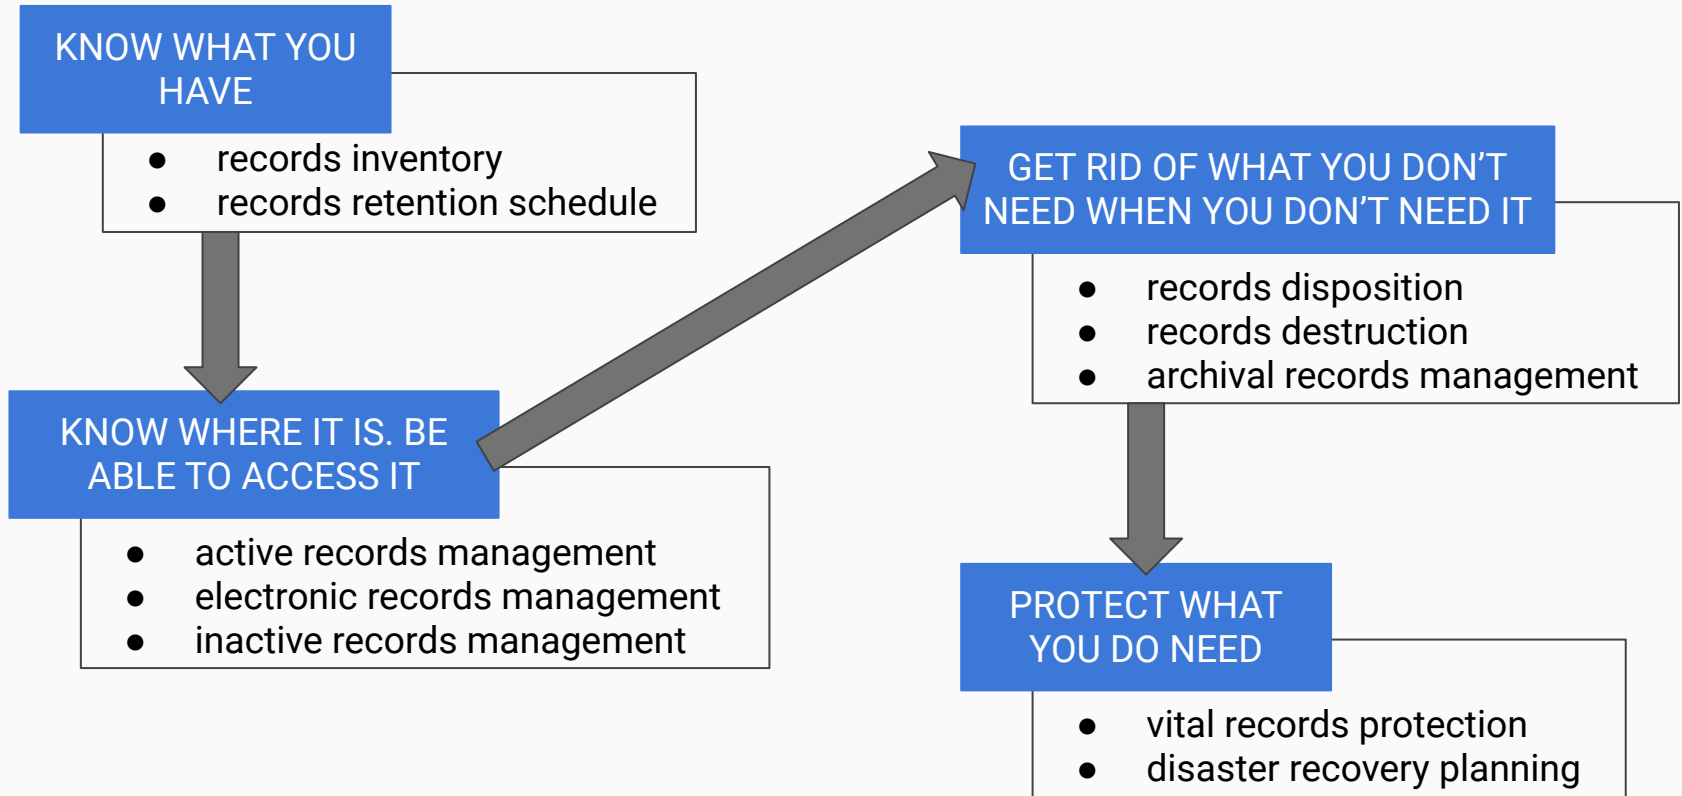 KNOW WHAT YOU
HAVE
● records inventory
● records retention schedule
KNOW WHERE IT IS. BE
ABLE TO ACCESS IT
● active records management
● electronic records management
● inactive records management
GET RID OF WHAT YOU DON’T
NEED WHEN YOU DON’T NEED IT
● records disposition
● records destruction
● archival records management
PROTECT WHAT
YOU DO NEED
● vital records protection
● disaster recovery planning